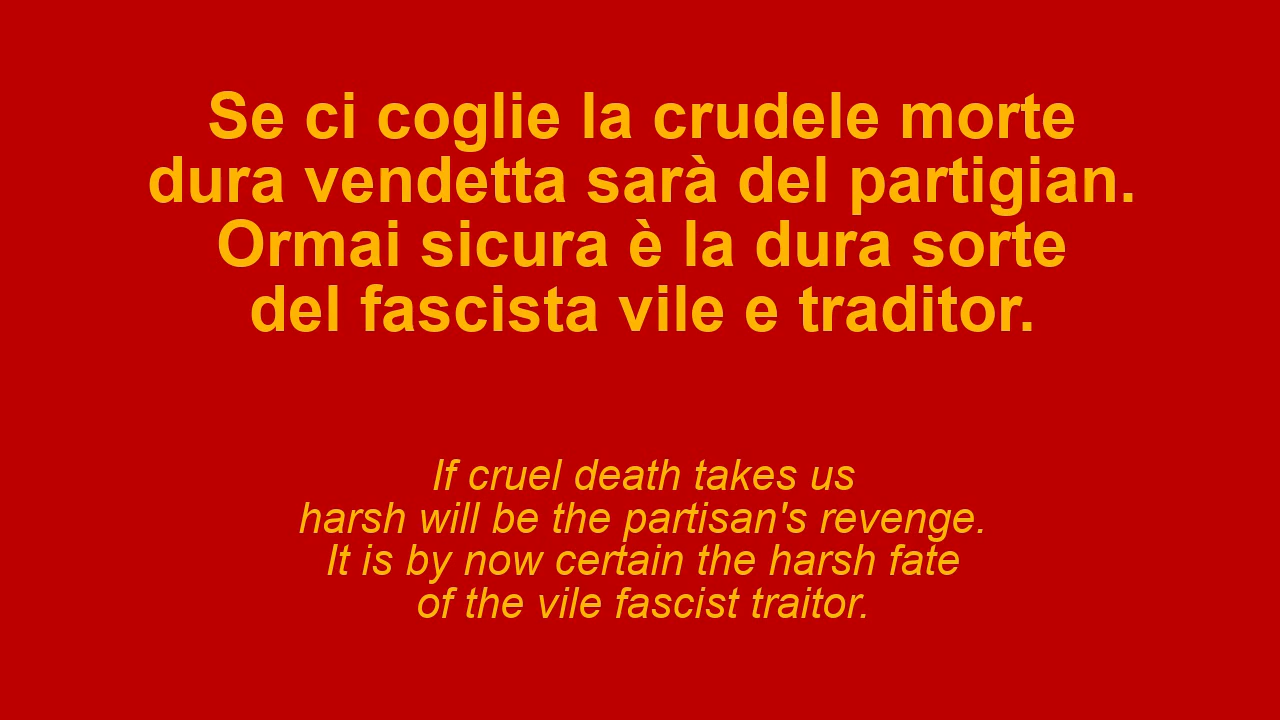 Se ci coglie la crudele morte
dura vendetta sarà del partigian.
Ormai sicura è la dura sorte
del fascista vile e traditor.
If cruel death takes us
harsh will be the partisan's revenge.
It is by now certain the harsh fate
of the vile fascist traitor.